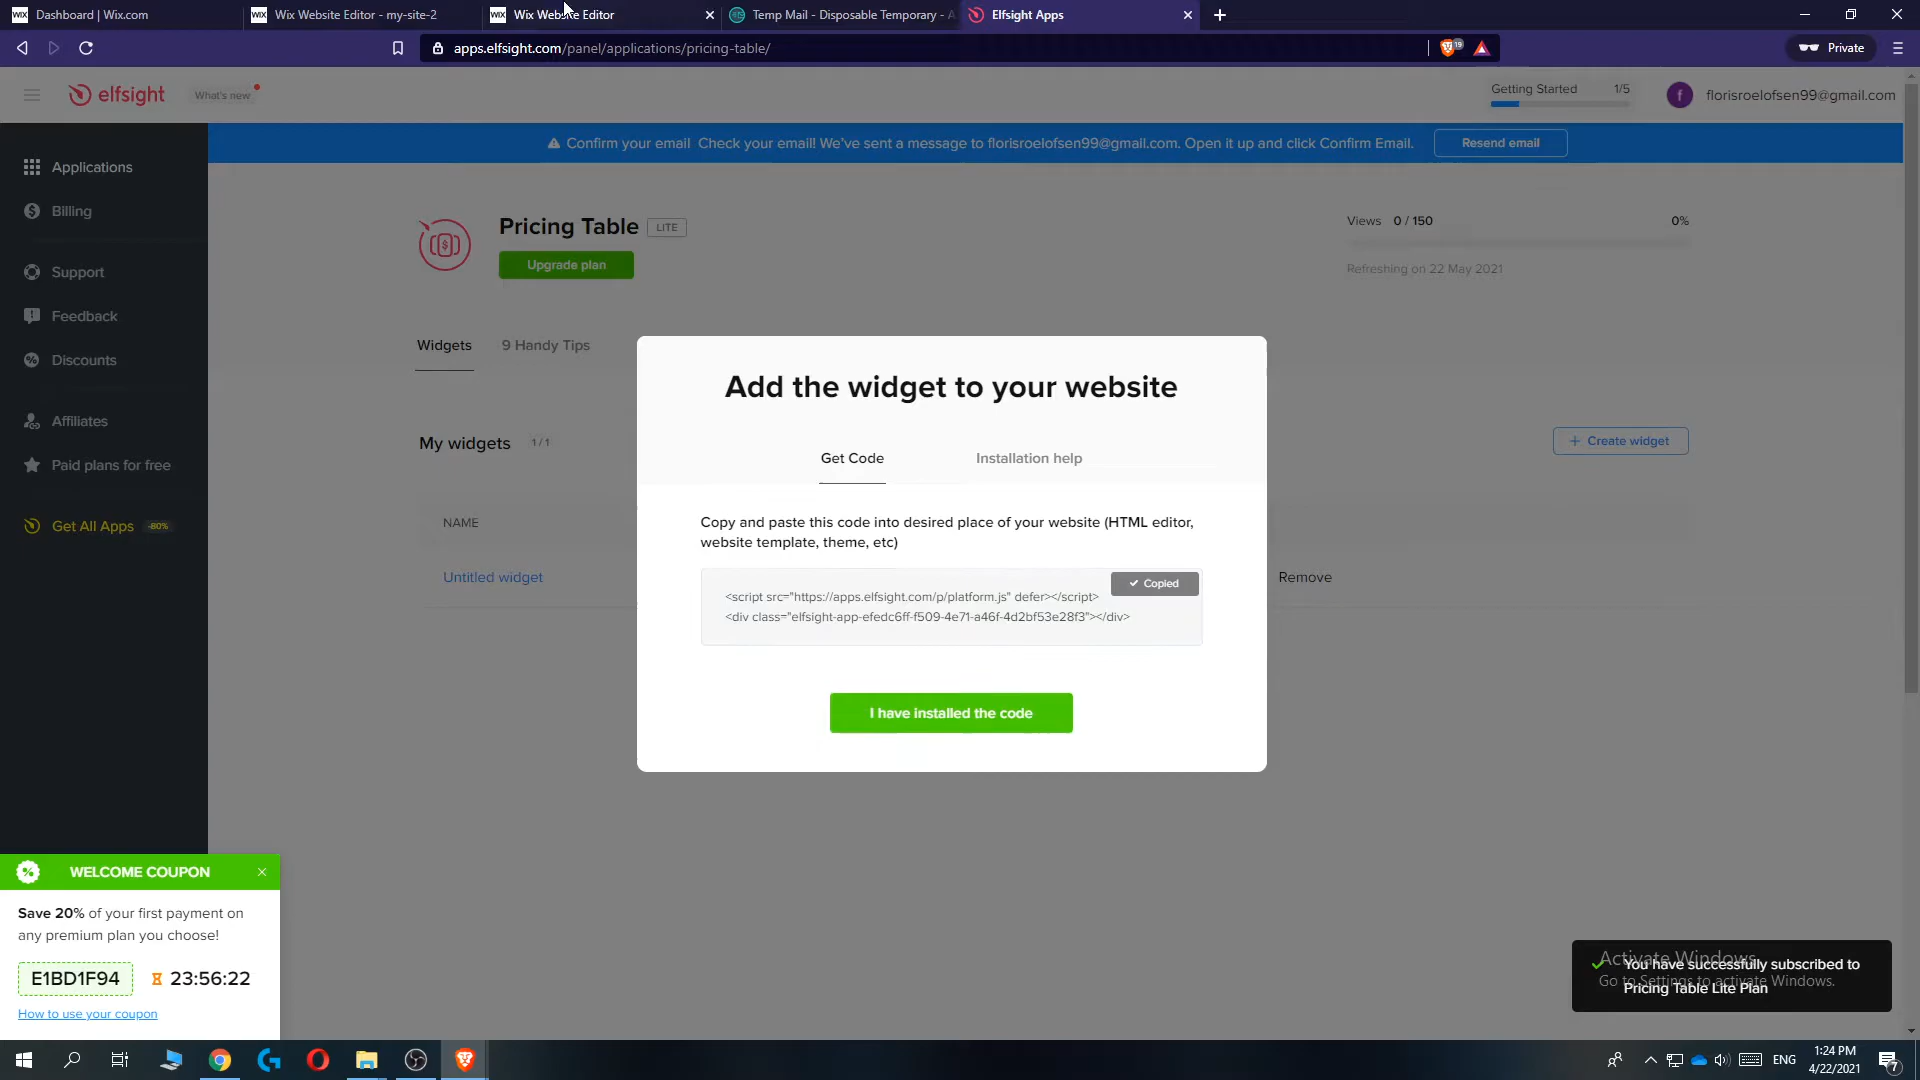 Dashboard | Wix.com
Wix Website Editor - my-site-2
Wix Website Editor
Temp Mail - Disposable Temporary - A
Elfsight Apps
apps.elfsight.com/panel/applications/pricing-table/
19
Private
elfsight
What's new
Getting Started 1/5
f
florisroelofsen99@gmail.com
Confirm your email Check your email! We've sent a message to florisroelofsen99@gmail.com. Open it up and click Confirm Email.
Resend email
Applications
Billing
Support
Feedback
Discounts
Affiliates
Paid plans for free
Get All Apps -80%
Pricing Table LITE
Upgrade plan
Views 0 / 150 0%
Refreshing on 22 May 2021
Widgets
9 Handy Tips
My widgets 1 / 1
+ Create widget
NAME
Untitled widget
Remove
Add the widget to your website
Get Code
Installation help
Copy and paste this code into desired place of your website (HTML editor,
website template, theme, etc)
Copied
<script src="https://apps.elfsight.com/p/platform.js" defer></script>
<div class="elfsight-app-efedc6ff-f509-4e71-a46f-4d2bf53e28f3"></div>
I have installed the code
WELCOME COUPON
Save 20% of your first payment on
any premium plan you choose!
E1BD1F94
23:56:22
How to use your coupon
Activate Windows
Go to Settings to activate Windows.
You have successfully subscribed to
Pricing Table Lite Plan
ENG
1:24 PM
4/22/2021
7